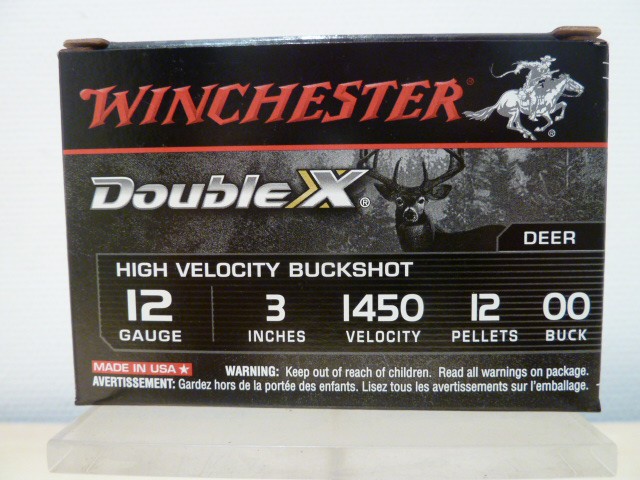 WINCHESTER®
Double X®
DEER
HIGH VELOCITY BUCKSHOT
12 3 1450 12 00
GAUGE INCHES VELOCITY PELLETS BUCK
MADE IN USA ★
WARNING: Keep out of reach of children. Read all warnings on package.
AVERTISSEMENT: Gardez hors de la portée des enfants. Lisez tous les avertissements sur l'emballage.